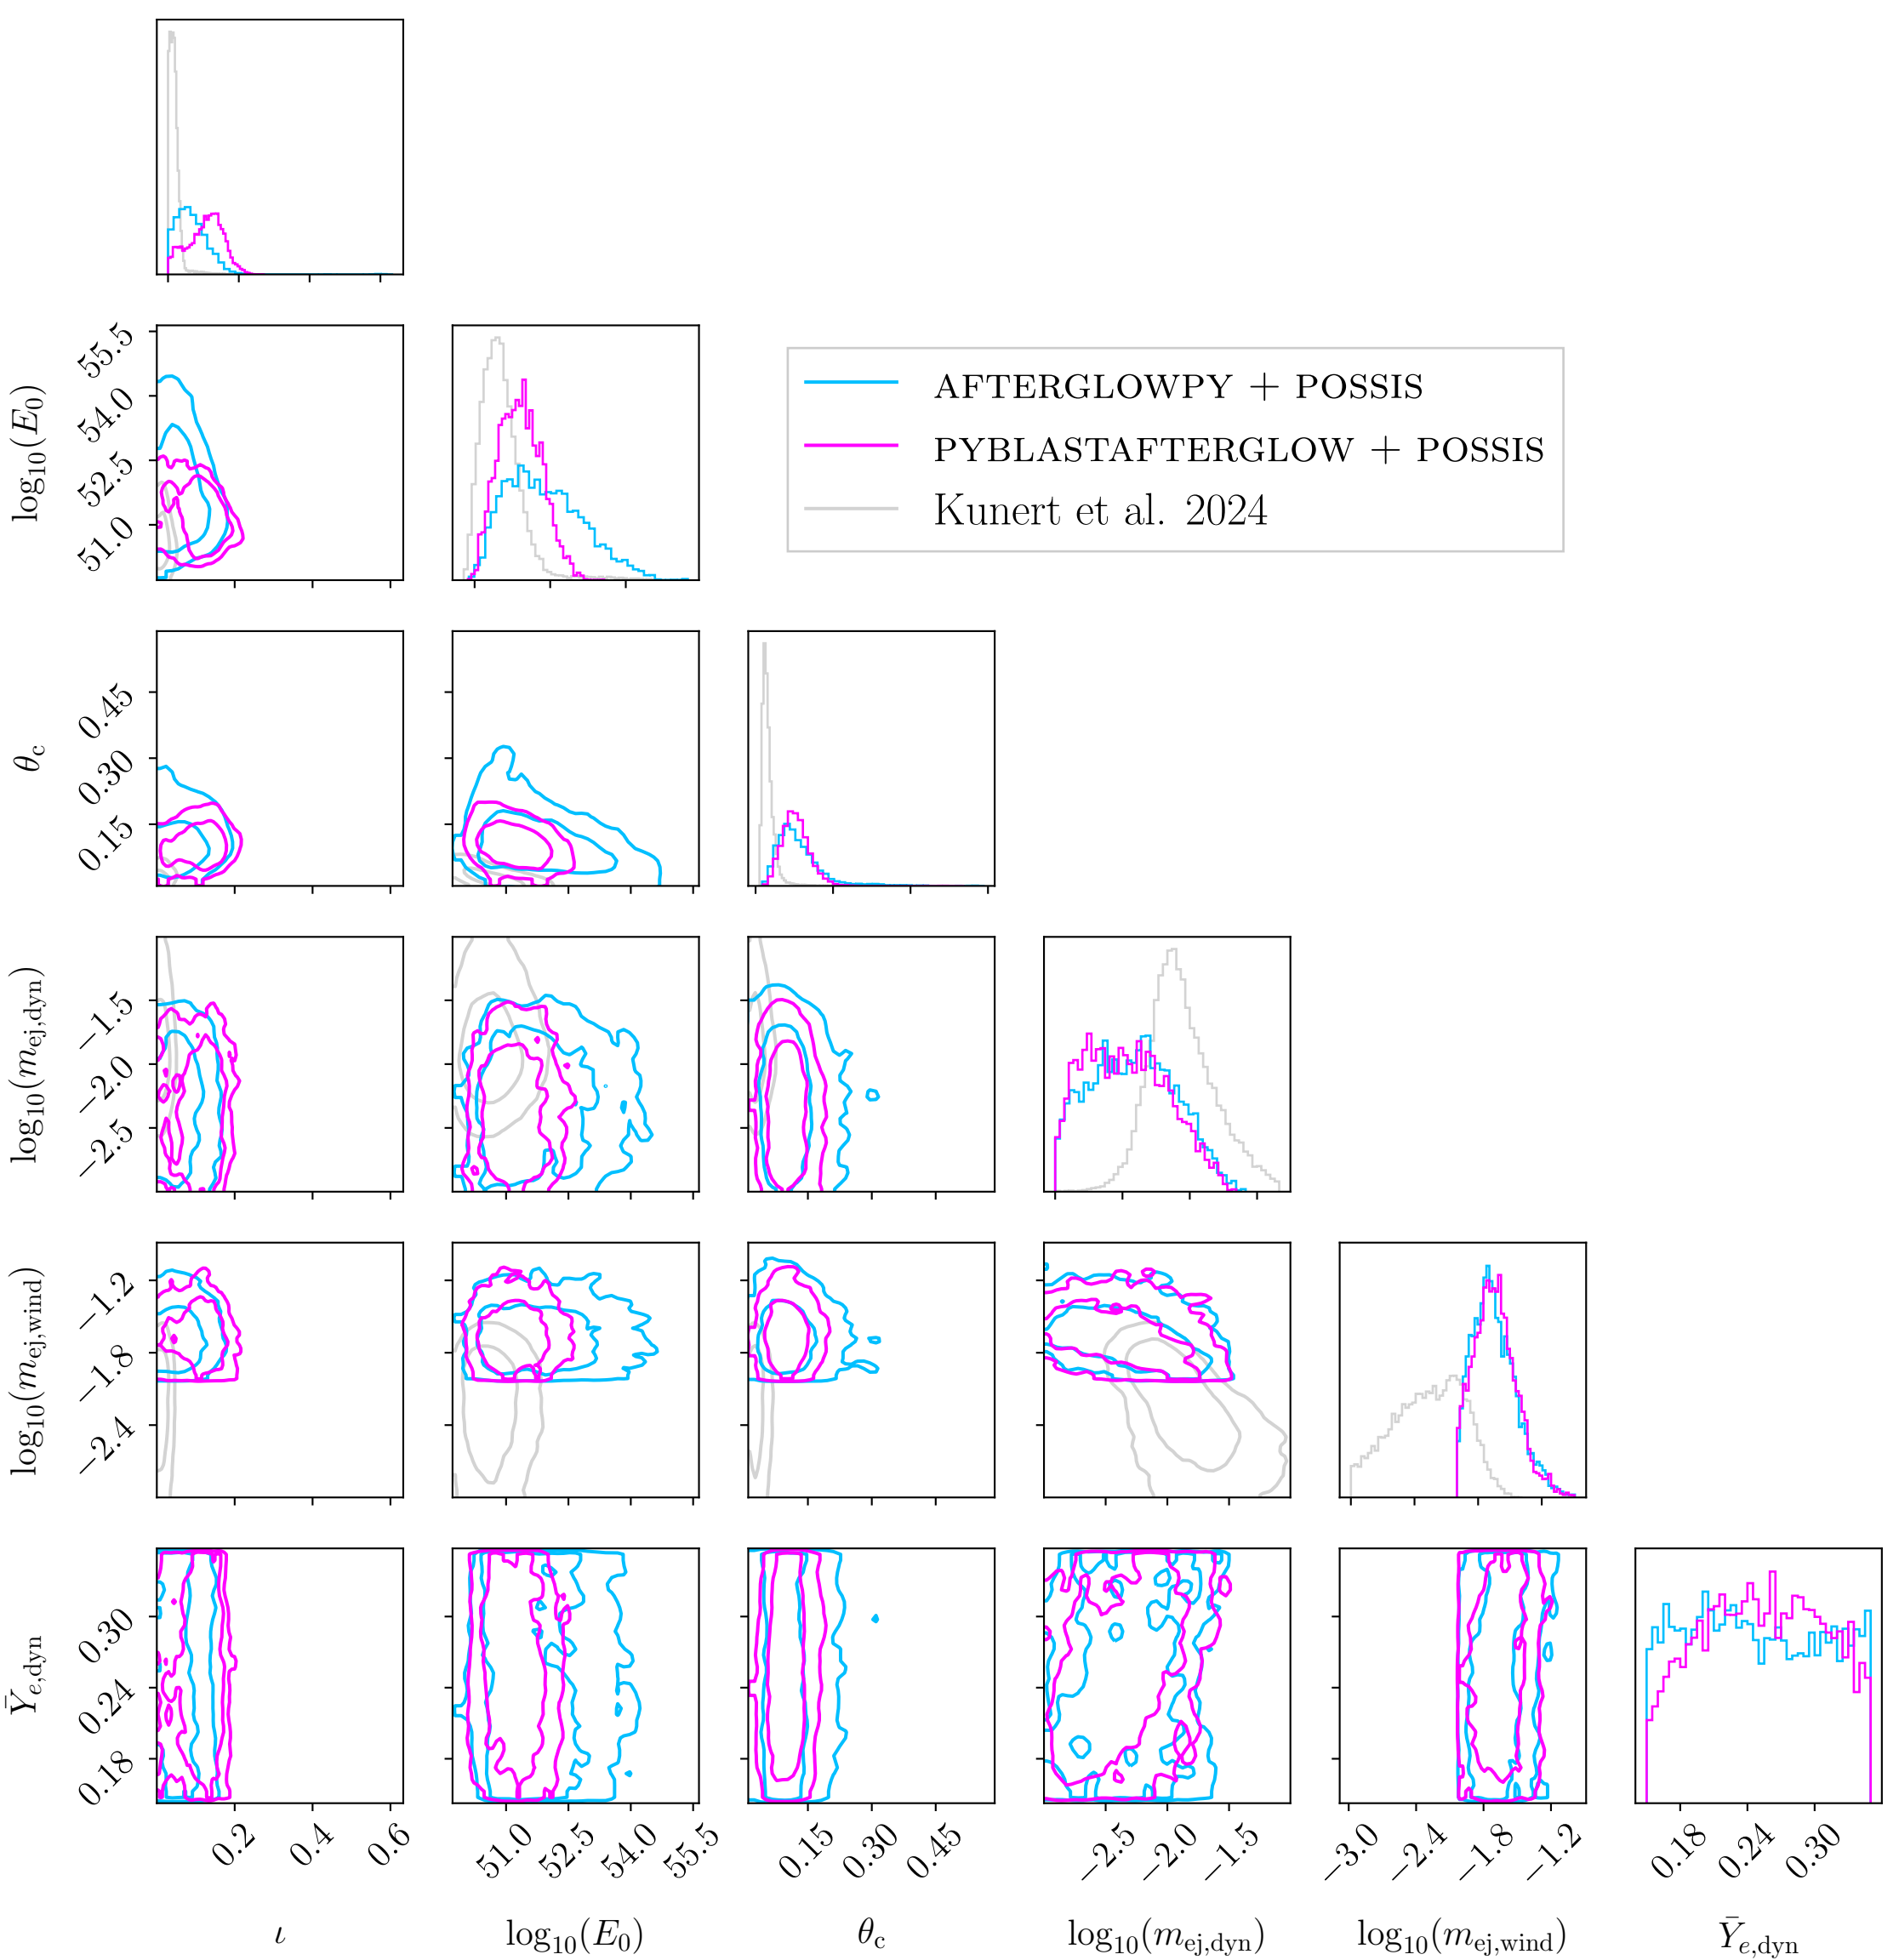 55.5
54.0
52.5
51.0
log10(E0)
AFTERGLOWPY + POSSIS
PYBLASTAFTERGLOW + POSSIS
Kunert et al. 2024
0.45
0.30
0.15
θc
−1.5
−2.0
−2.5
log10(mej,dyn)
−1.2
−1.8
−2.4
log10(mej,wind)
0.30
0.24
0.18
Ȳe,dyn
0.2 0.4 0.6 51.0 52.5 54.0 55.5 0.15 0.30 0.45 −2.5 −2.0 −1.5 −3.0 −2.4 −1.8 −1.2 0.18 0.24 0.30
ι log10(E0) θc log10(mej,dyn) log10(mej,wind) Ȳe,dyn